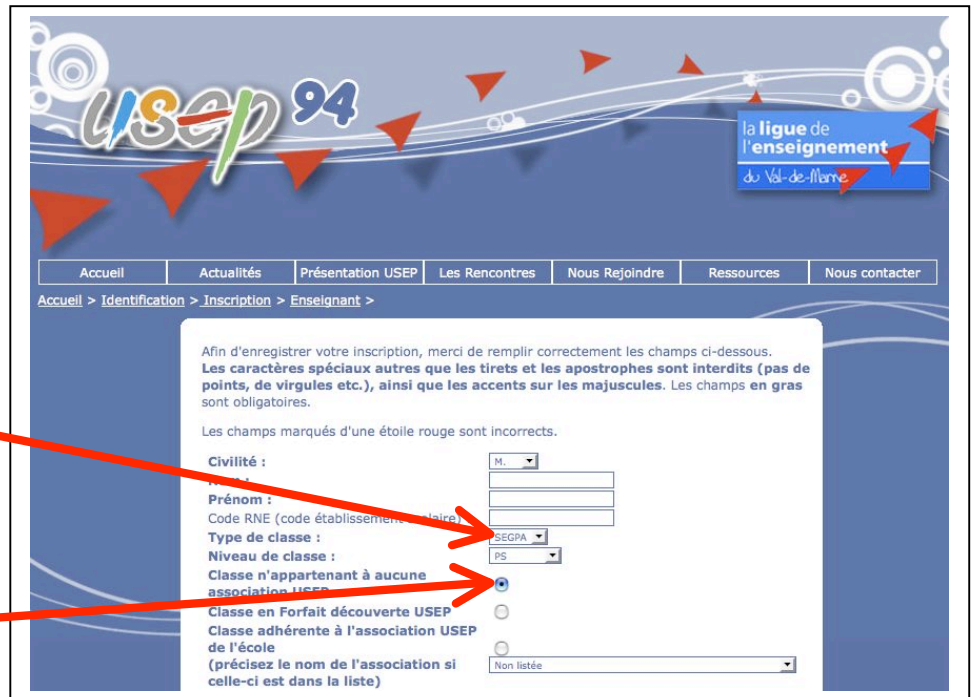 usep 94
la ligue de
l'enseignement
du Val-de-Marne
Accueil Actualités Présentation USEP Les Rencontres Nous Rejoindre Ressources Nous contacter
Accueil > Identification > Inscription > Enseignant >
Afin d'enregistrer votre inscription, merci de remplir correctement les champs ci-dessous.
Les caractères spéciaux autres que les tirets et les apostrophes sont interdits (pas de
points, de virgules etc.), ainsi que les accents sur les majuscules. Les champs en gras
sont obligatoires.
Les champs marqués d'une étoile rouge sont incorrects.
Civilité : M.
Prénom :
Code RNE (code établissement scolaire)
Type de classe : SEGPA
Niveau de classe : PS
Classe n'appartenant à aucune
association USEP
Classe en Forfait découverte USEP
Classe adhérente à l'association USEP
de l'école
(précisez le nom de l'association si Non listée
celle-ci est dans la liste)